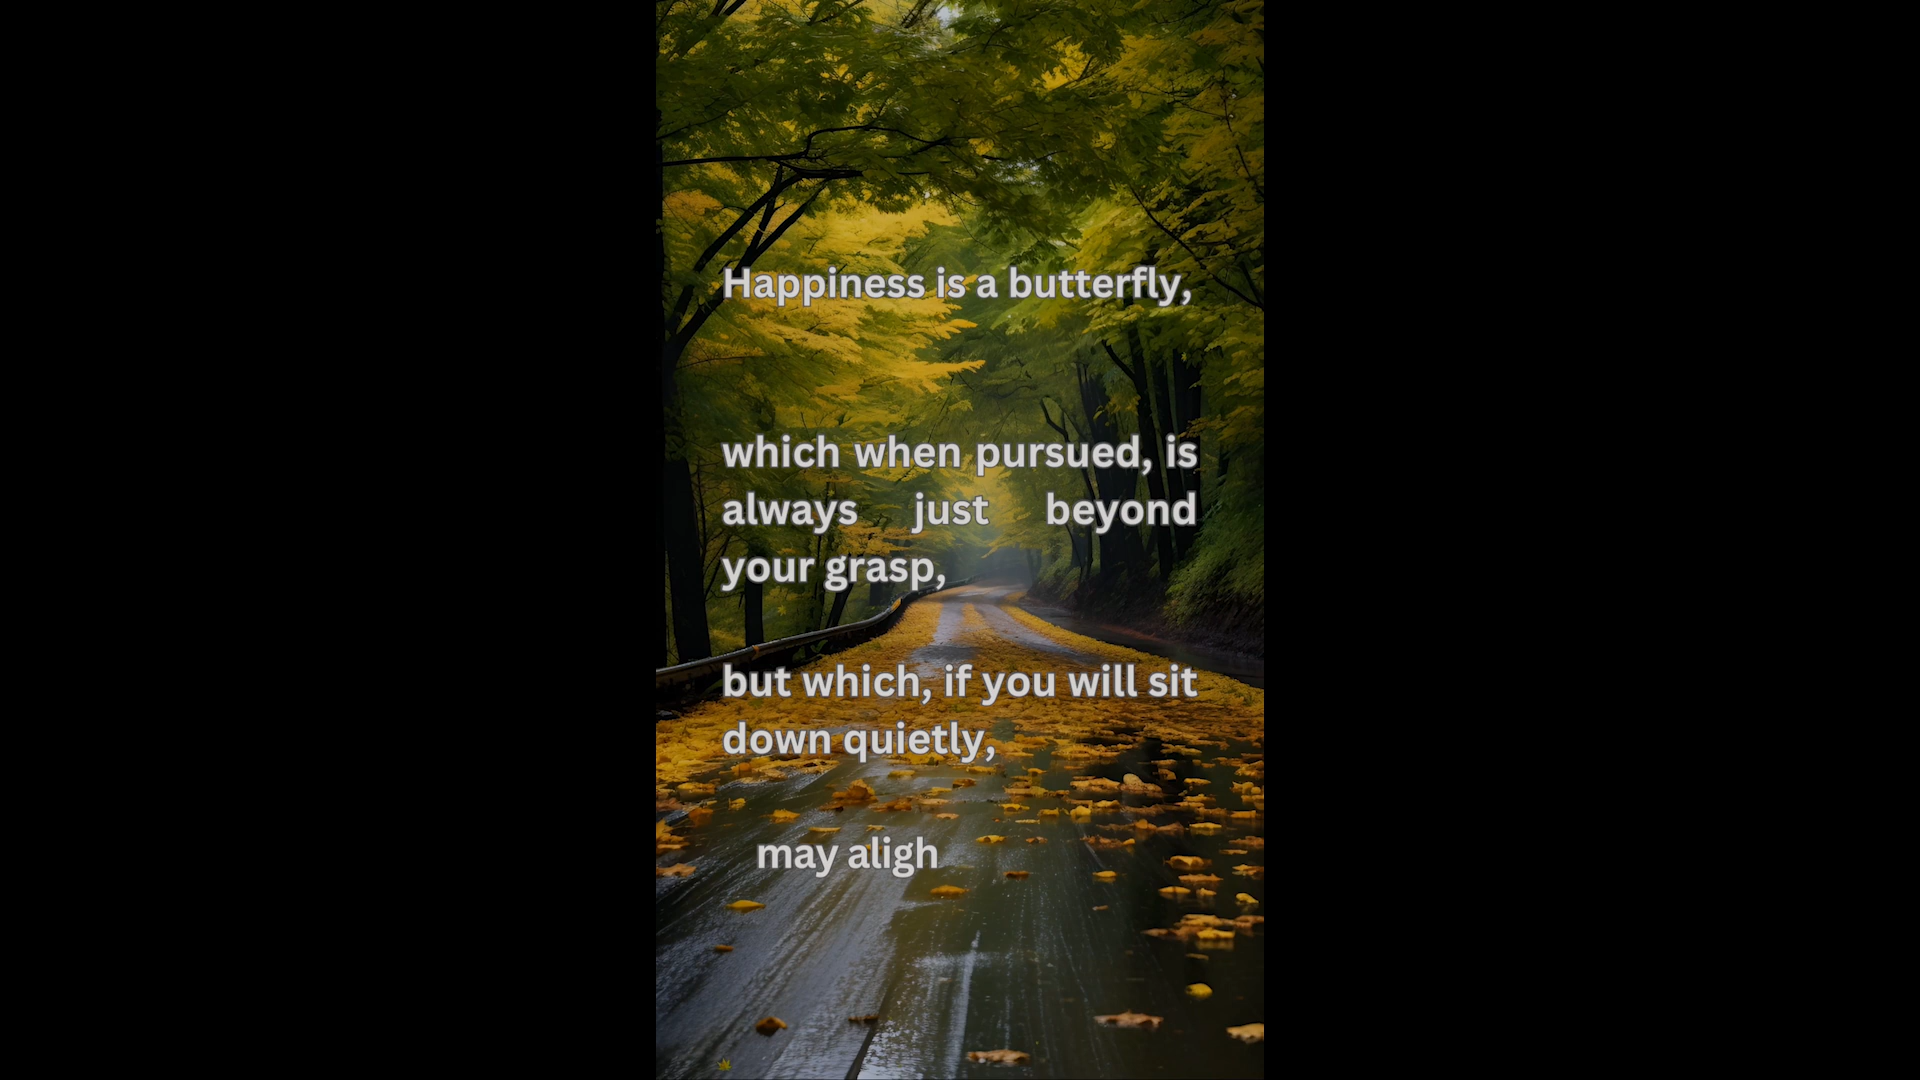 Happiness is a butterfly,
which when pursued, is
always just beyond
your grasp,
but which, if you will sit
down quietly,
may aligh